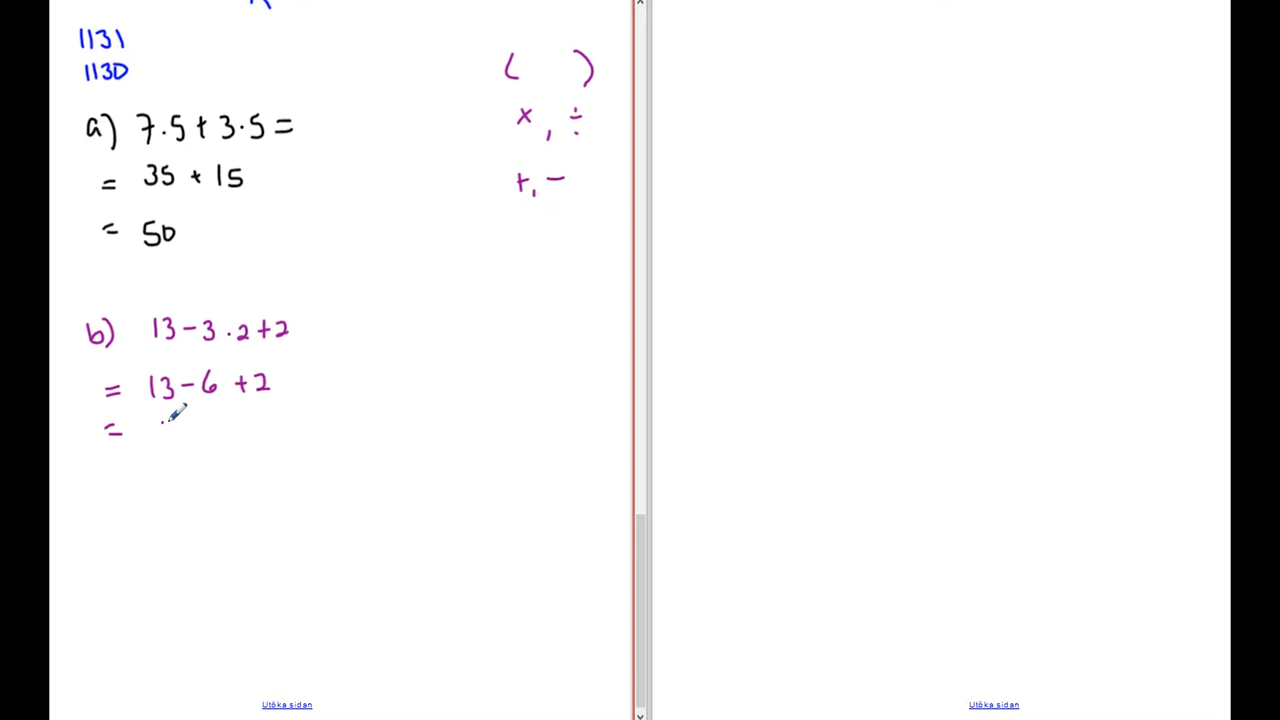 1131
1130
( )
a) 7·5 + 3·5 =
× , ÷
= 35 + 15
+, −
= 50
b) 13 − 3 · 2 + 2
= 13 − 6 + 2
=
Utöka sidan Utöka sidan